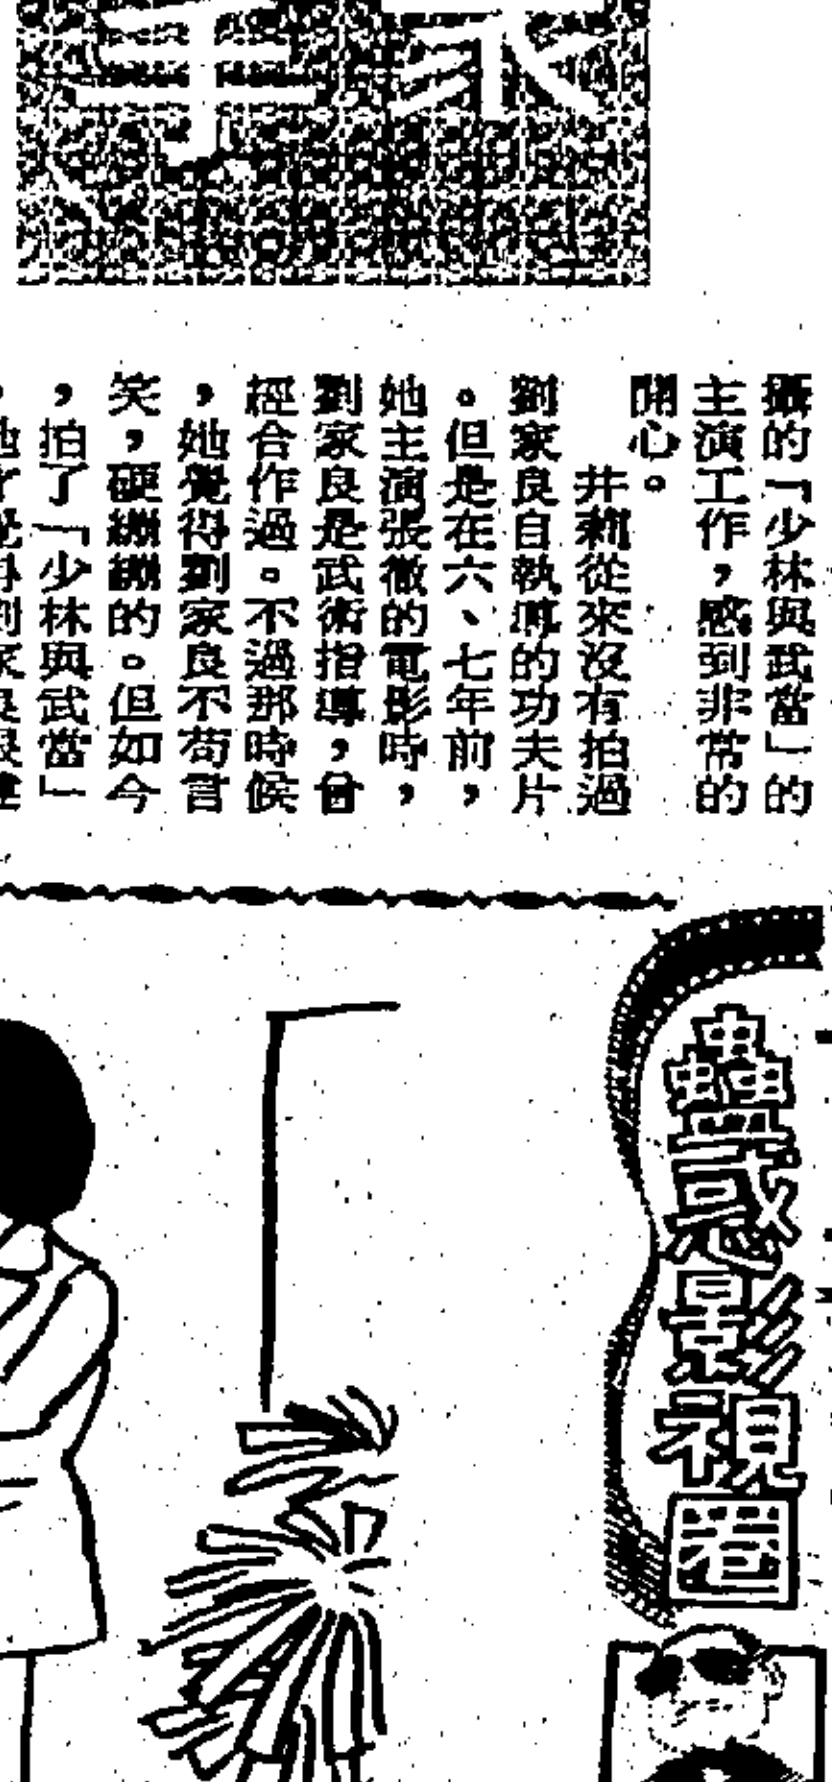 攝的「少林與武當」的
主演工作，感到非常的
開心。
井莉從來沒有拍過
劉家良自執導的功夫片
。但是在六、七年前，
她主演張徹的電影時，
劉家良是武術指導，曾
經合作過。不過那時候
，她覺得劉家良不苟言
笑，硬繃繃的。但如今
，拍了「少林與武當」
蠱惑影視圈